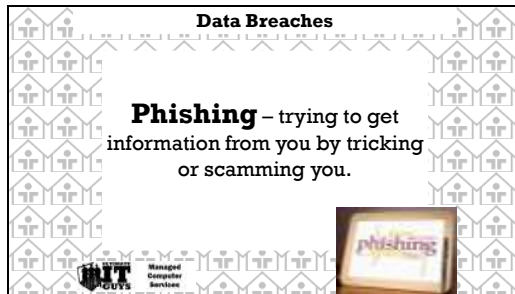 Data Breaches
Phishing – trying to get
information from you by tricking
or scamming you.
phishing
IT
GUYS
Managed
Computer
Services